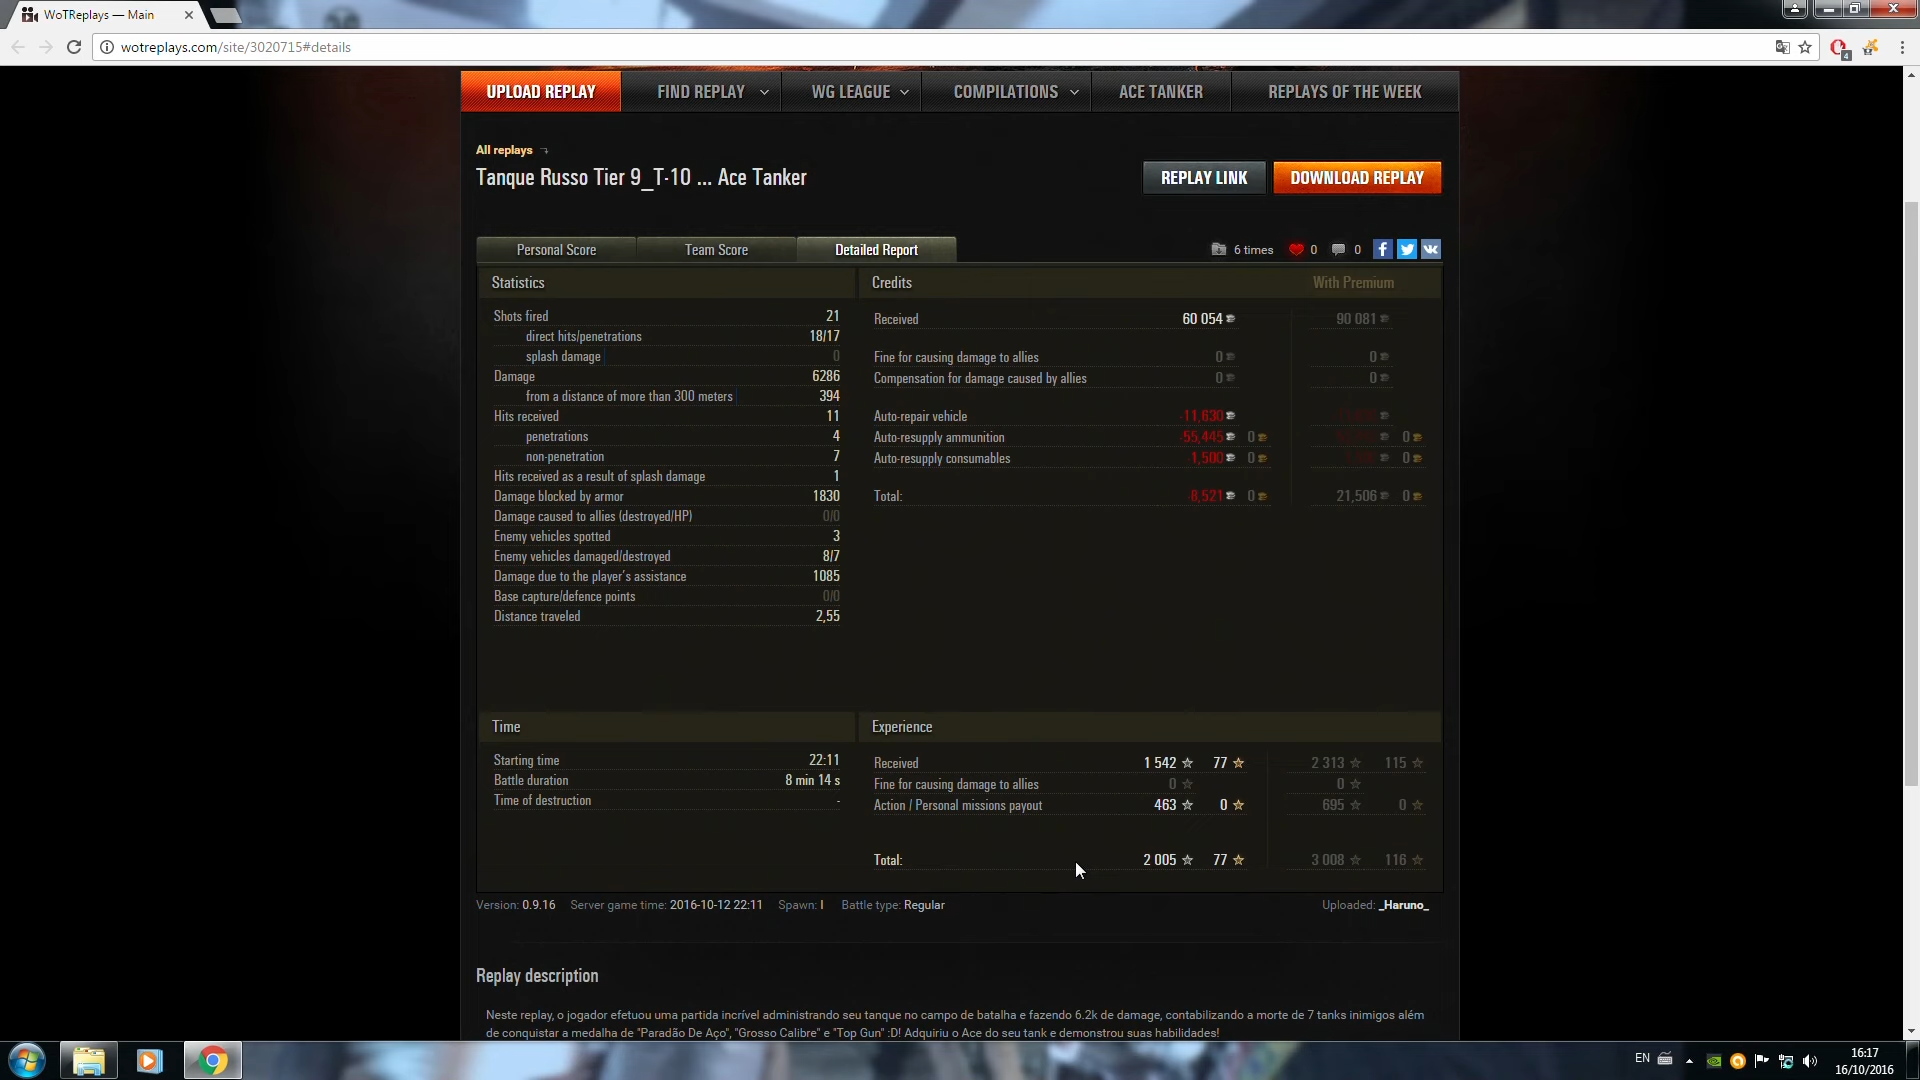 WoTReplays — Main
wotreplays.com/site/3020715#details
4
UPLOAD REPLAY
FIND REPLAY
WG LEAGUE
COMPILATIONS
ACE TANKER
REPLAYS OF THE WEEK
All replays
Tanque Russo Tier 9_T-10 ... Ace Tanker
REPLAY LINK
DOWNLOAD REPLAY
Personal Score
Team Score
Detailed Report
6 times 0 0
Statistics
Shots fired 21
direct hits/penetrations 18/17
splash damage 0
Damage 6286
from a distance of more than 300 meters 394
Hits received 11
penetrations 4
non-penetration 7
Hits received as a result of splash damage 1
Damage blocked by armor 1830
Damage caused to allies (destroyed/HP) 0/0
Enemy vehicles spotted 3
Enemy vehicles damaged/destroyed 8/7
Damage due to the player's assistance 1085
Base capture/defence points 0/0
Distance traveled 2,55
Credits With Premium
Received 60 054 90 081
Fine for causing damage to allies 0 0
Compensation for damage caused by allies 0 0
Auto-repair vehicle -11,630
Auto-resupply ammunition -55,445 0 0
Auto-resupply consumables -1,500 0 0
Total: -8,521 0 21,506 0
Time
Starting time 22:11
Battle duration 8 min 14 s
Time of destruction -
Experience
Received 1 542 77 2 313 115
Fine for causing damage to allies 0 0
Action / Personal missions payout 463 0 695 0
Total: 2 005 77 3 008 116
Version: 0.9.16 Server game time: 2016-10-12 22:11 Spawn: I Battle type: Regular Uploaded: _Haruno_
Replay description
Neste replay, o jogador efetuou uma partida incrível administrando seu tanque no campo de batalha e fazendo 6.2k de damage, contabilizando a morte de 7 tanks inimigos além
de conquistar a medalha de "Paradão De Aço", "Grosso Calibre" e "Top Gun" :D! Adquiriu o Ace do seu tank e demonstrou suas habilidades!
EN
16:17
16/10/2016